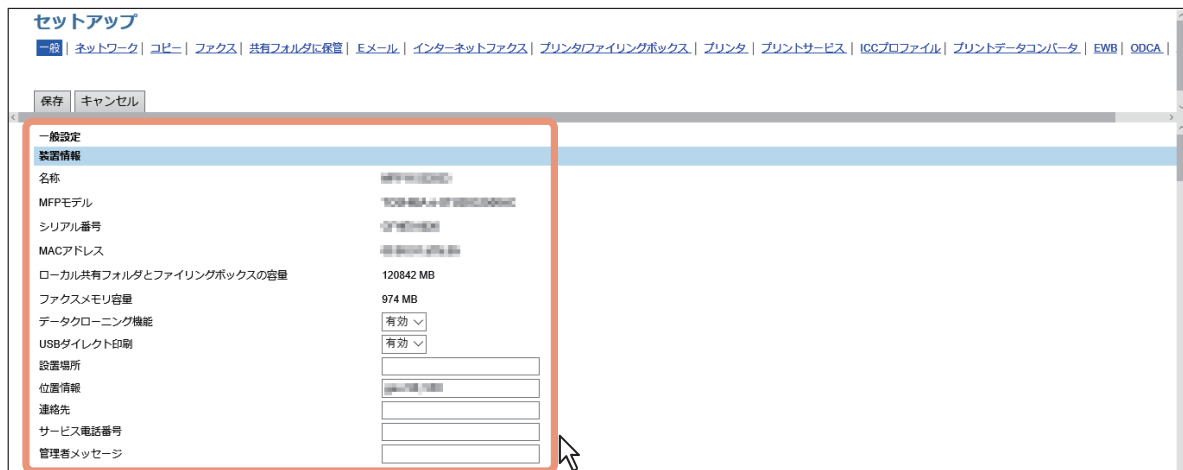 セットアップ
一般 | ネットワーク | コピー | ファクス | 共有フォルダに保管 | Eメール | インターネットファクス | プリンタ/ファイリングボックス | プリンタ | プリントサービス | ICCプロファイル | プリントデータコンバータ | EWB | ODCA |
保存 キャンセル
一般設定
装置情報
名称
MFPモデル
シリアル番号
MACアドレス
ローカル共有フォルダとファイリングボックスの容量 120842 MB
ファクスメモリ容量 974 MB
データクローニング機能 有効
USBダイレクト印刷 有効
設置場所
位置情報
連絡先
サービス電話番号
管理者メッセージ